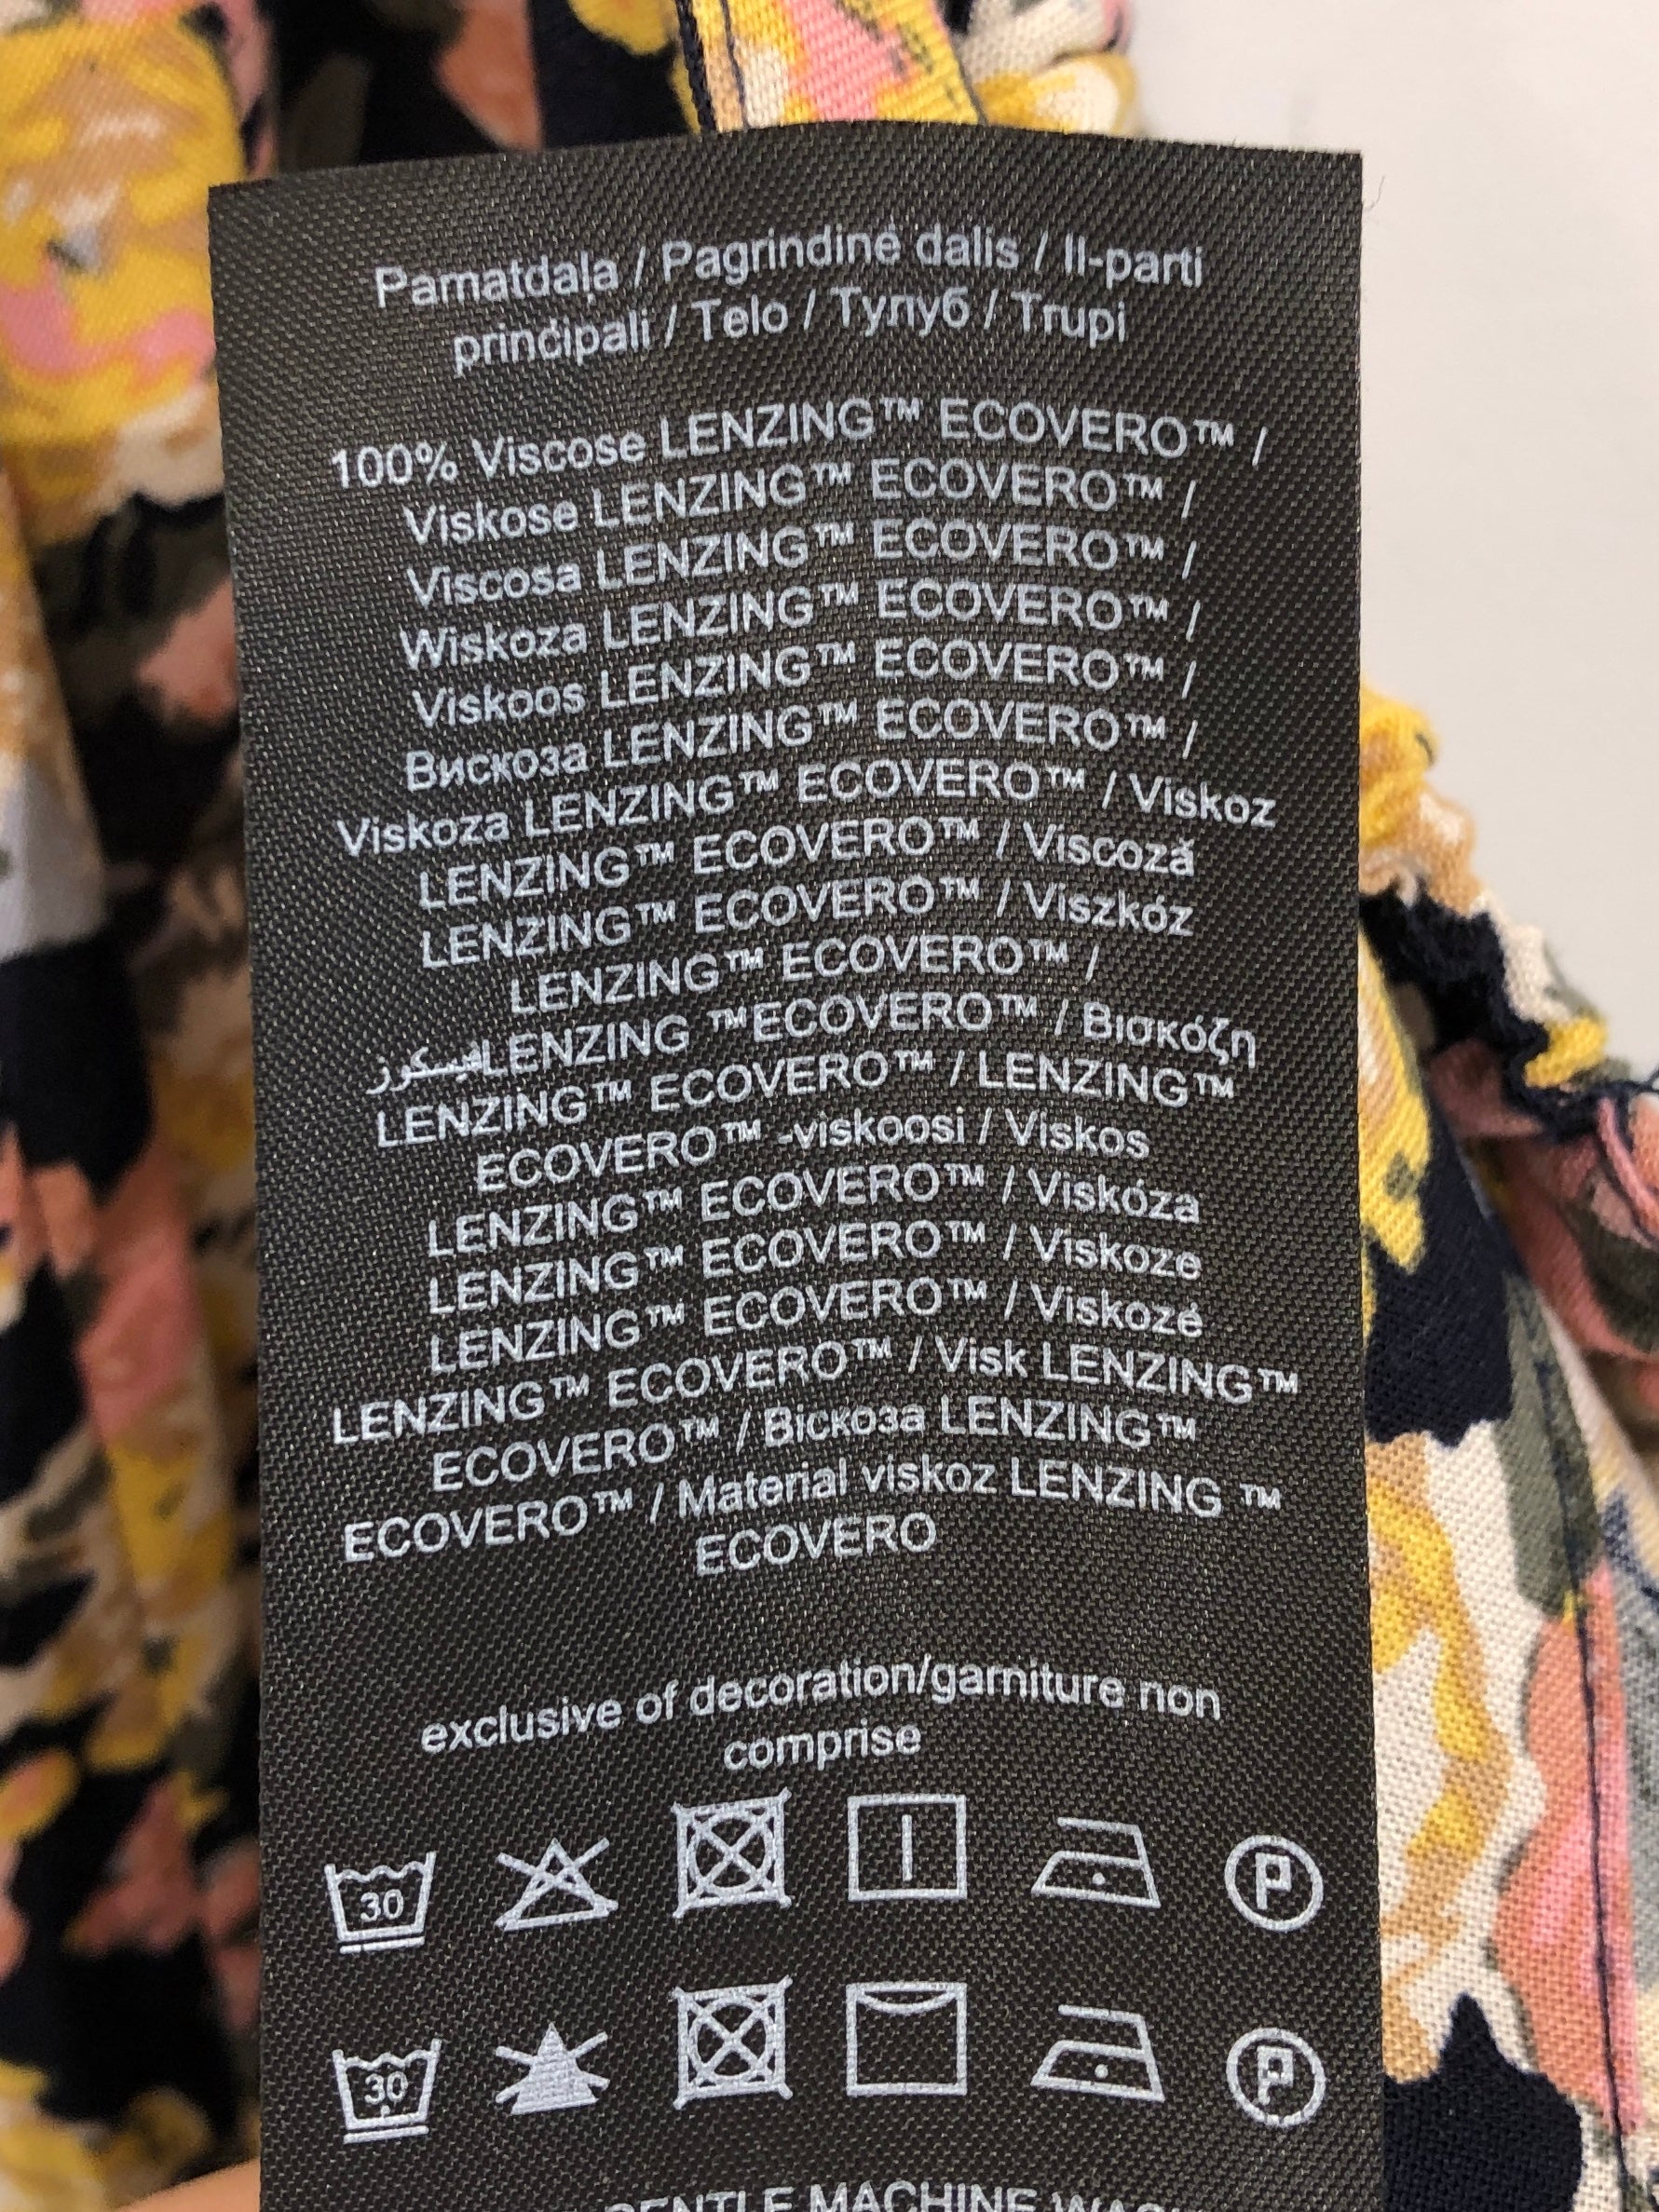 Pamatdaļa / Pagrindinė dalis / Il-parti
prinċipali / Telo / Тулуб / Trupi
100% Viscose LENZING™ ECOVERO™ /
Viskose LENZING™ ECOVERO™ /
Viscosa LENZING™ ECOVERO™ /
Wiskoza LENZING™ ECOVERO™ /
Viskoos LENZING™ ECOVERO™ /
Вискоза LENZING™ ECOVERO™ /
Viskoza LENZING™ ECOVERO™ / Viskoz
LENZING™ ECOVERO™ / Viscoză
LENZING™ ECOVERO™ / Viszkóz
LENZING™ ECOVERO™ /
فيسكوزLENZING ™ECOVERO™ / Βισκόζη
LENZING™ ECOVERO™ / LENZING™
ECOVERO™ -viskoosi / Viskos
LENZING™ ECOVERO™ / Viskóza
LENZING™ ECOVERO™ / Viskoze
LENZING™ ECOVERO™ / Viskozė
LENZING™ ECOVERO™ / Visk LENZING™
ECOVERO™ / Віскоза LENZING™
ECOVERO™ / Material viskoz LENZING ™
ECOVERO
exclusive of decoration/garniture non
comprise
30 P
30 P
GENTLE MACHINE WASH